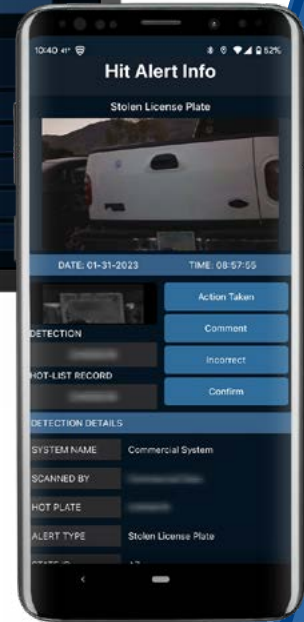 10:40 41°
62%
Hit Alert Info
Stolen License Plate
DATE: 01-31-2023
TIME: 08:57:55
Action Taken
Comment
Incorrect
Confirm
DETECTION
HOT-LIST RECORD
DETECTION DETAILS
SYSTEM NAME Commercial System
SCANNED BY
HOT PLATE
ALERT TYPE Stolen License Plate